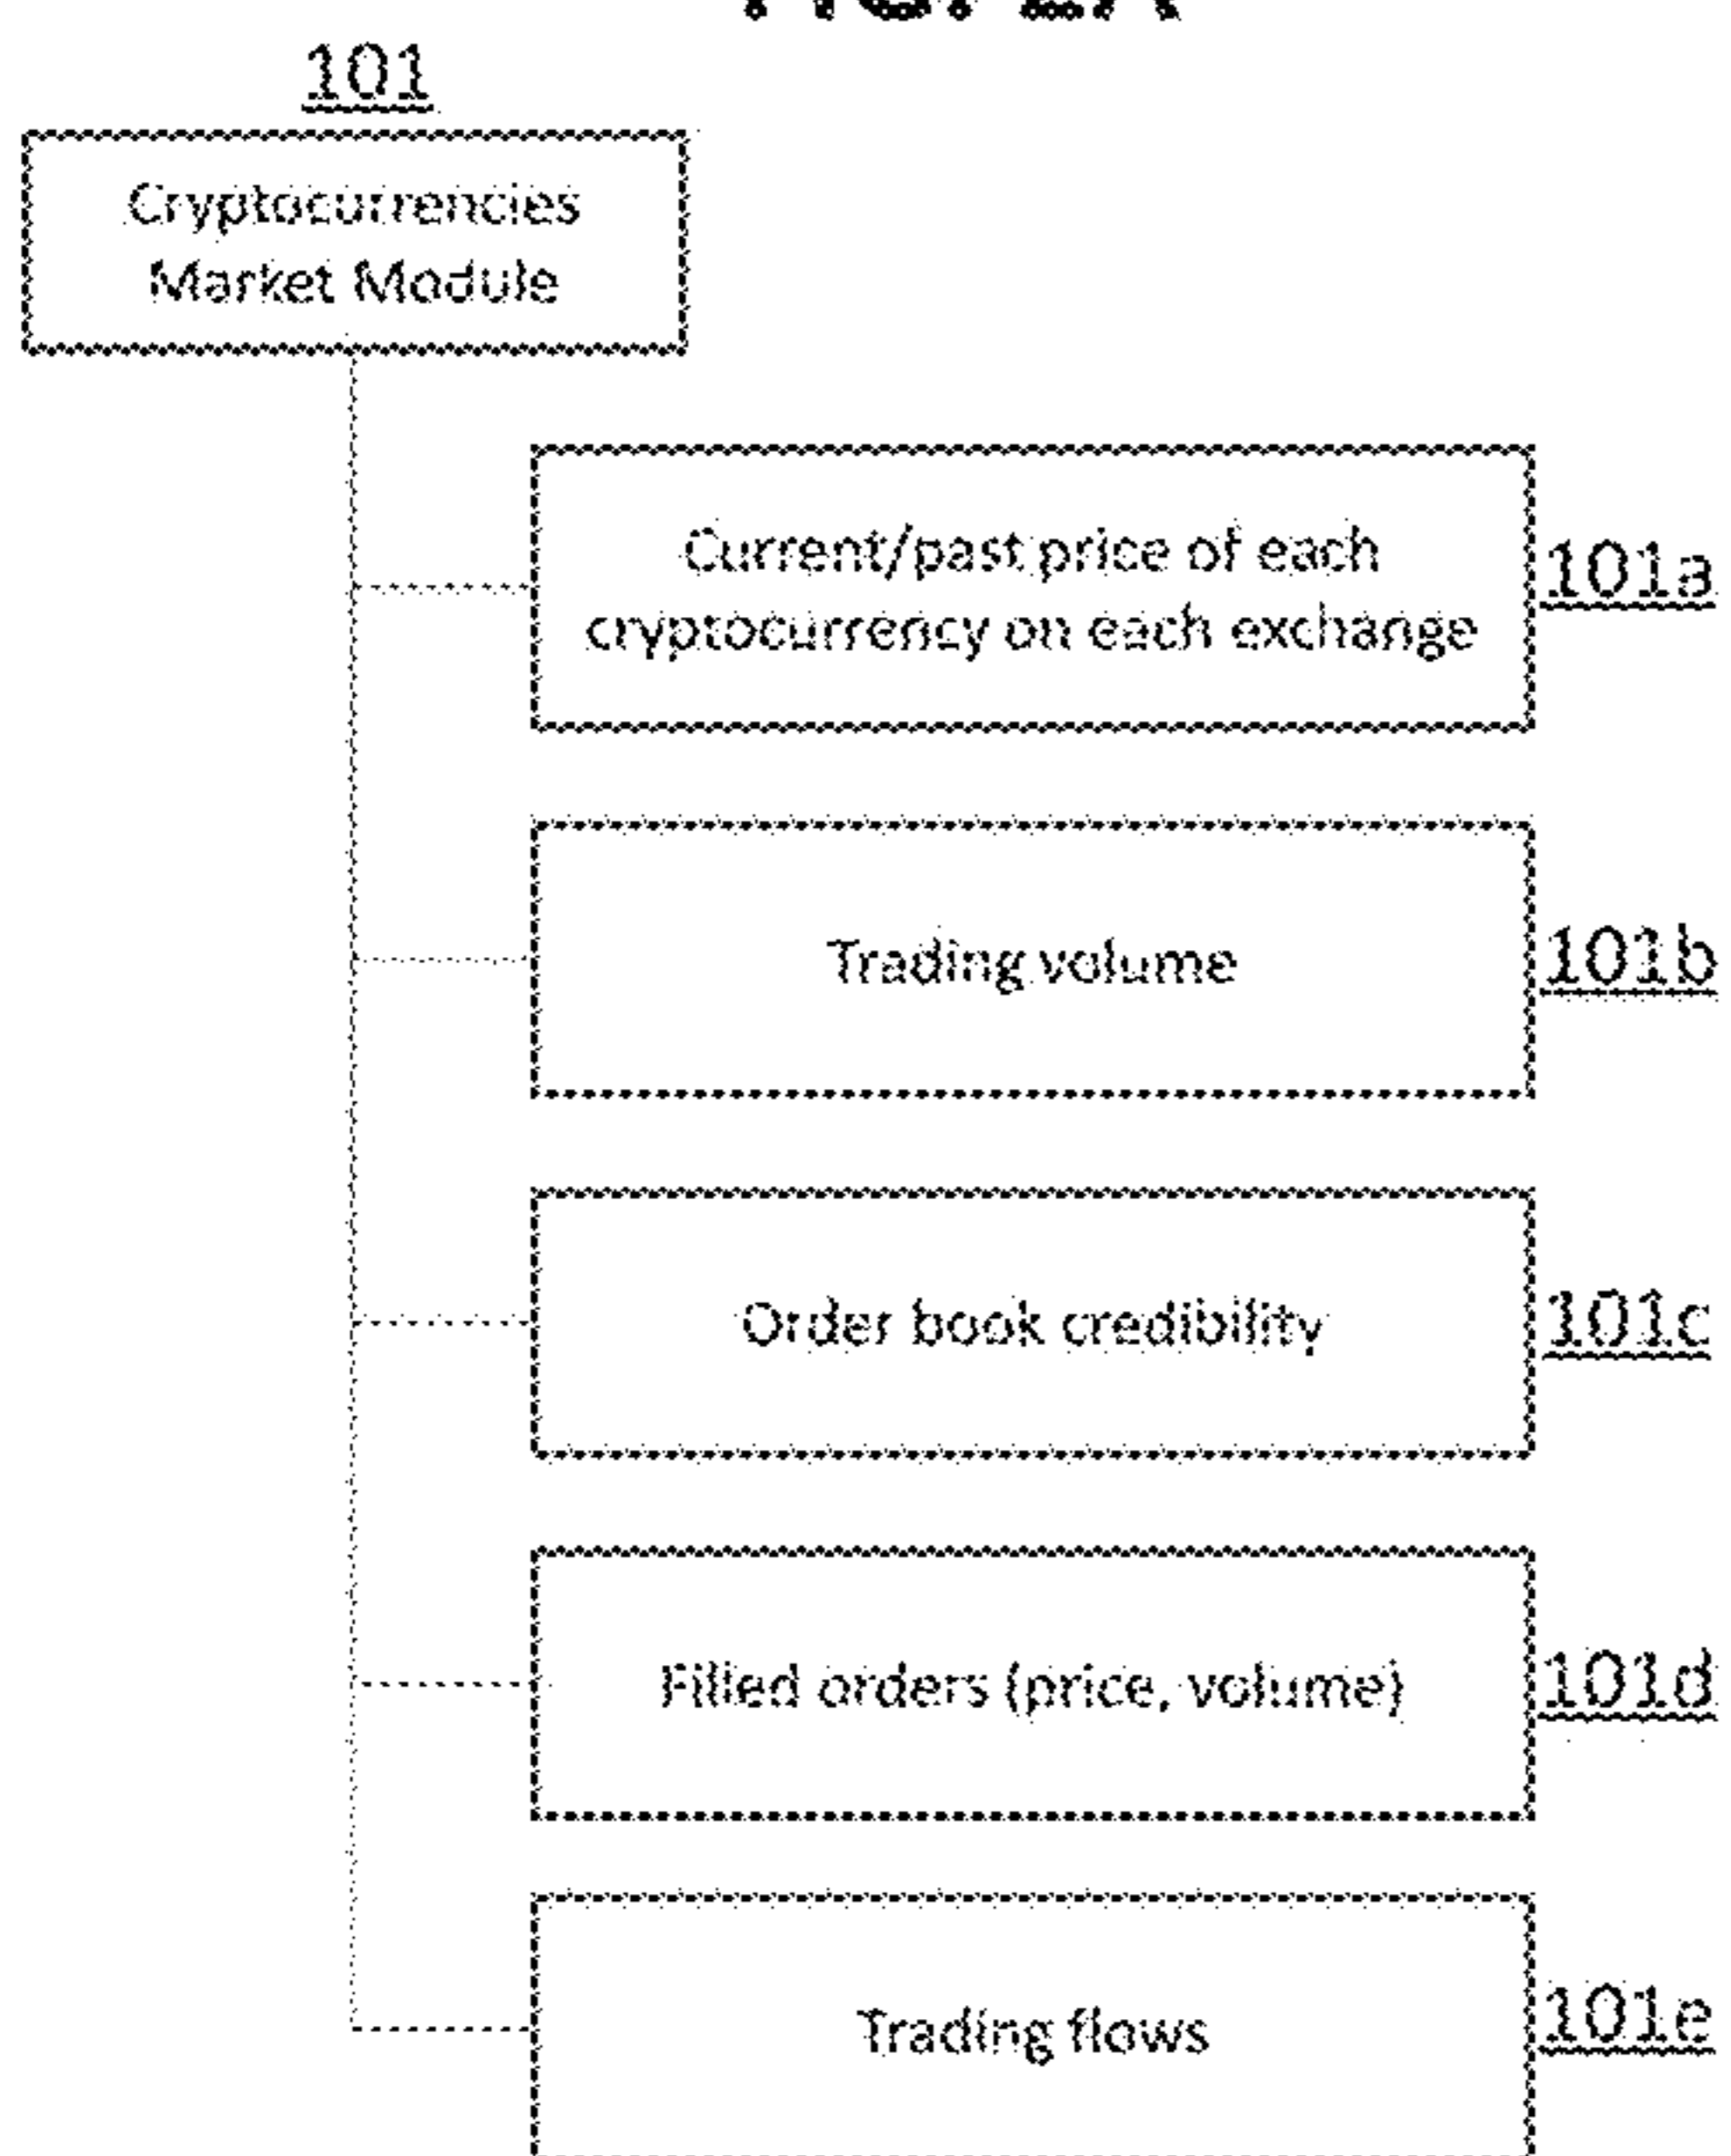 101
Cryptocurrencies
Market Module
Current/past price of each
cryptocurrency on each exchange
101a
Trading volume
101b
Order book credibility
101c
Filled orders (price, volume)
101d
Trading flows
101e